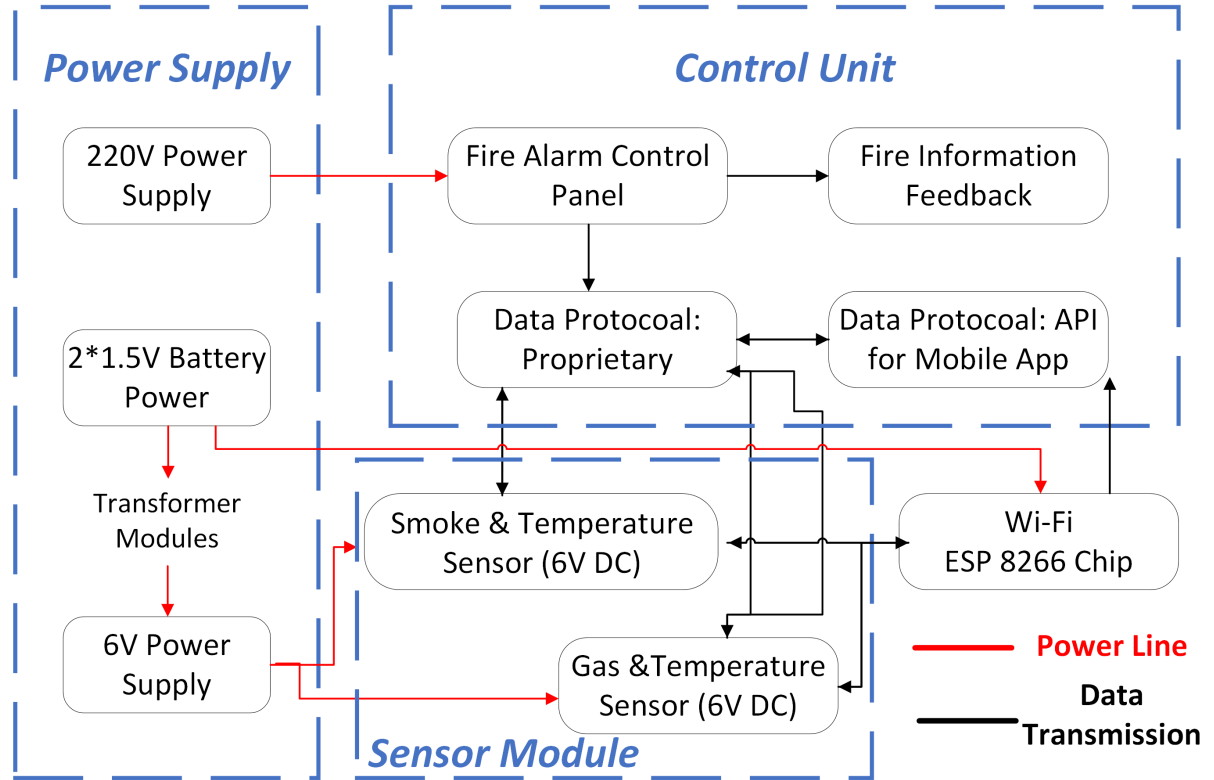 Power Supply
Control Unit
220V Power
Supply
Fire Alarm Control
Panel
Fire Information
Feedback
2*1.5V Battery
Power
Data Protocoal:
Proprietary
Data Protocoal: API
for Mobile App
Transformer
Modules
Smoke & Temperature
Sensor (6V DC)
Wi-Fi
ESP 8266 Chip
6V Power
Supply
Gas &Temperature
Sensor (6V DC)
Sensor Module
Power Line
Data
Transmission